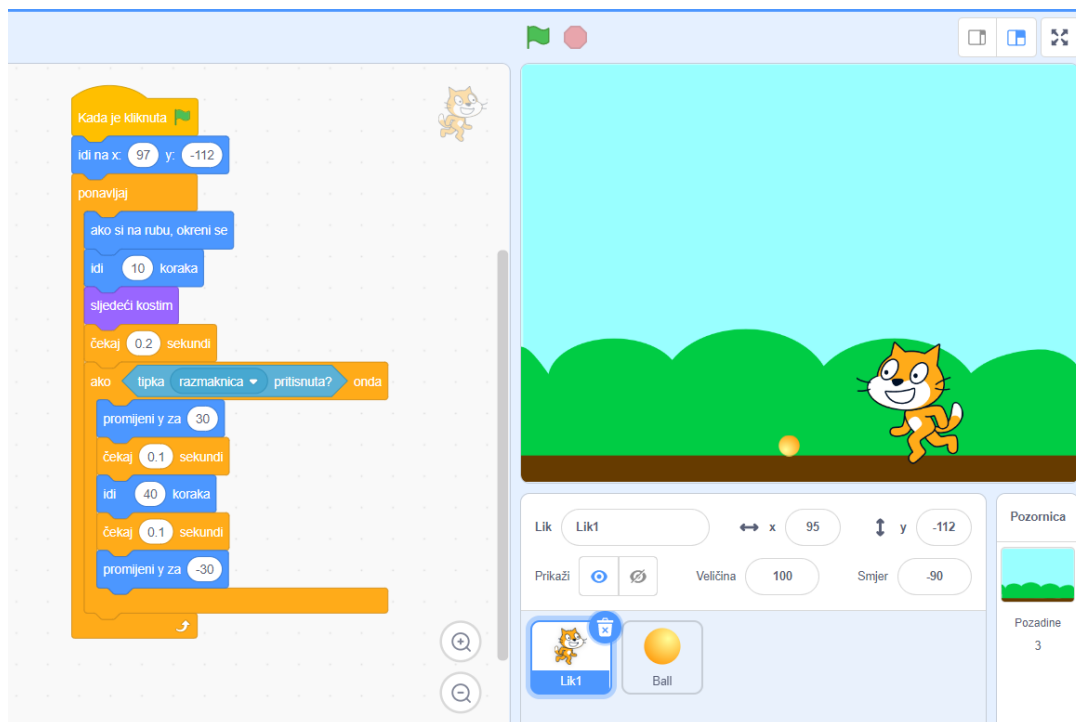 Kada je kliknuta
idi na x: 97 y: -112
ponavljaj
ako si na rubu, okreni se
idi 10 koraka
sljedeći kostim
čekaj 0.2 sekundi
ako tipka razmaknica pritisnuta? onda
promijeni y za 30
čekaj 0.1 sekundi
idi 40 koraka
čekaj 0.1 sekundi
promijeni y za -30
Lik Lik1 x 95 y -112
Prikaži Veličina 100 Smjer -90
Lik1
Ball
Pozornica
Pozadine
3